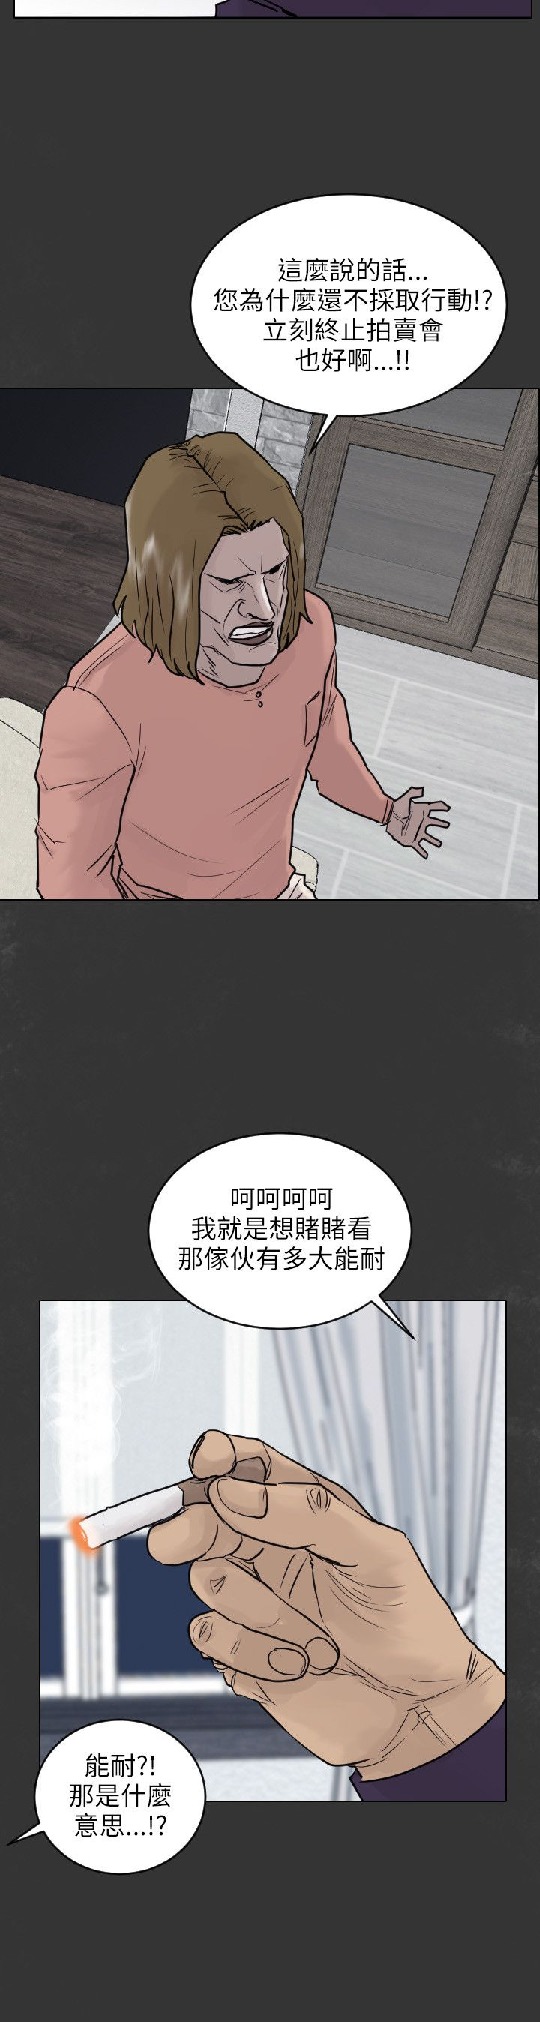 這麼說的話...
您為什麼還不採取行動!?
立刻終止拍賣會
也好啊...!!
呵呵呵呵
我就是想賭賭看
那傢伙有多大能耐
能耐?!
那是什麼
意思...!?